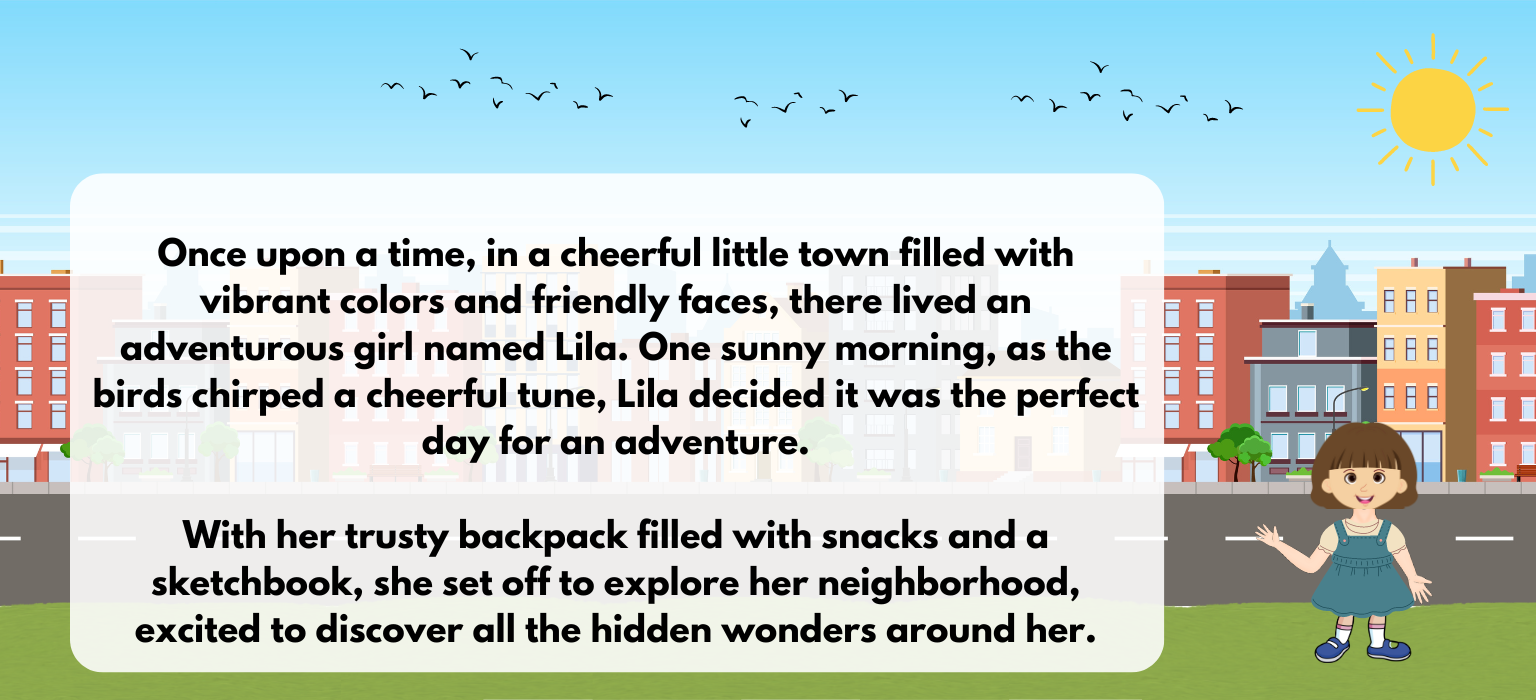 Once upon a time, in a cheerful little town filled with
vibrant colors and friendly faces, there lived an
adventurous girl named Lila. One sunny morning, as the
birds chirped a cheerful tune, Lila decided it was the perfect
day for an adventure.
With her trusty backpack filled with snacks and a
sketchbook, she set off to explore her neighborhood,
excited to discover all the hidden wonders around her.